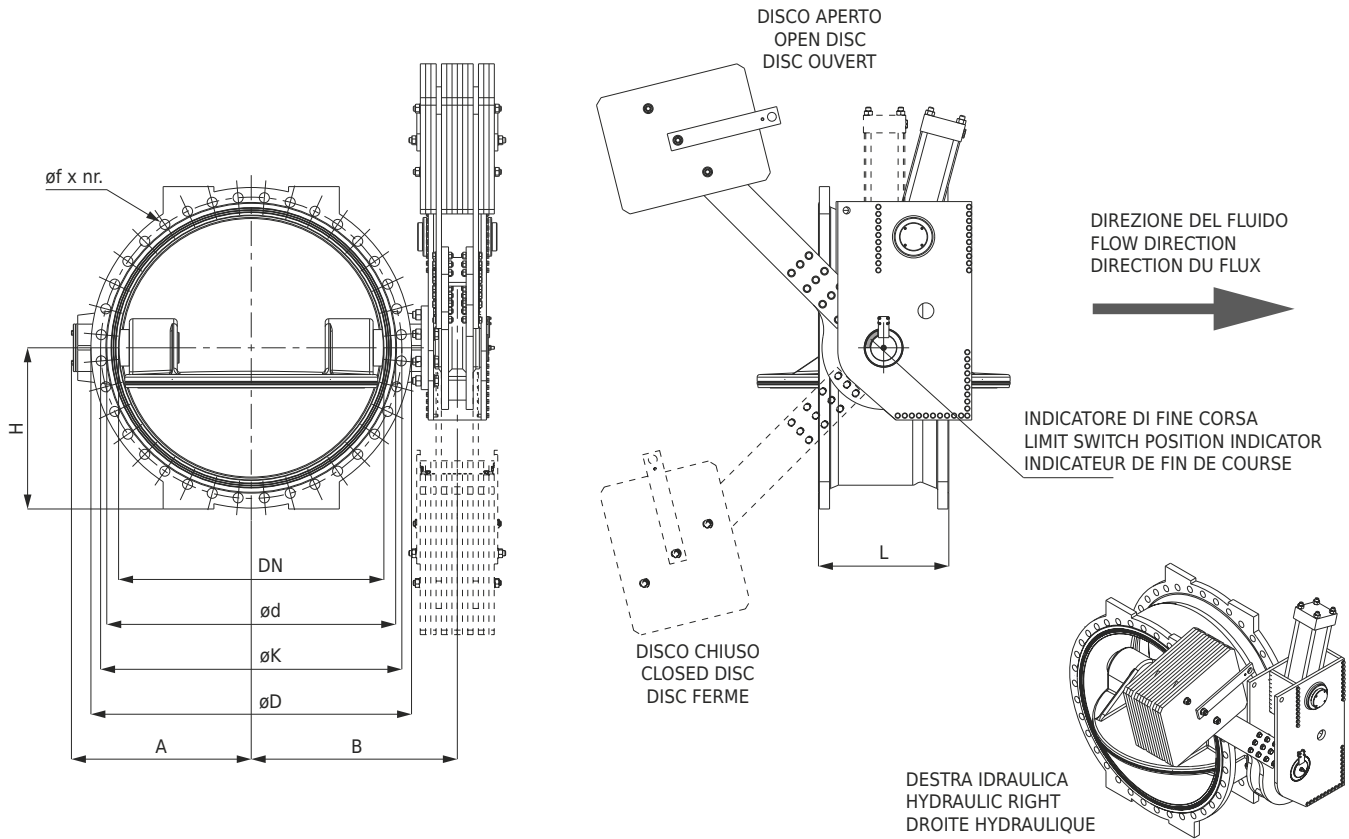 DISCO APERTO
OPEN DISC
DISC OUVERT
øf x nr.
DIREZIONE DEL FLUIDO
FLOW DIRECTION
DIRECTION DU FLUX
H
INDICATORE DI FINE CORSA
LIMIT SWITCH POSITION INDICATOR
INDICATEUR DE FIN DE COURSE
L
DN
ød
øK
øD
A
B
DISCO CHIUSO
CLOSED DISC
DISC FERME
DESTRA IDRAULICA
HYDRAULIC RIGHT
DROITE HYDRAULIQUE